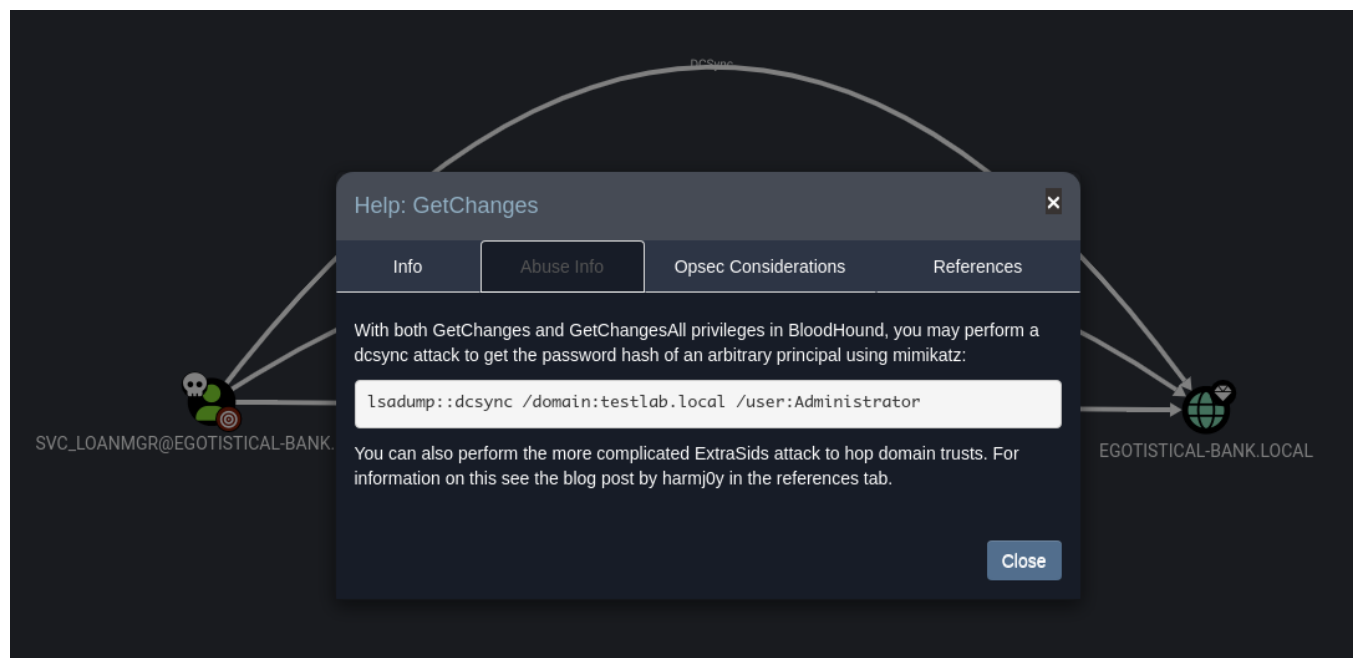 DCSync
Help: GetChanges
×
Info
Abuse Info
Opsec Considerations
References
With both GetChanges and GetChangesAll privileges in BloodHound, you may perform a
dcsync attack to get the password hash of an arbitrary principal using mimikatz:
lsadump::dcsync /domain:testlab.local /user:Administrator
SVC_LOANMGR@EGOTISTICAL-BANK.
EGOTISTICAL-BANK.LOCAL
You can also perform the more complicated ExtraSids attack to hop domain trusts. For
information on this see the blog post by harmj0y in the references tab.
Close